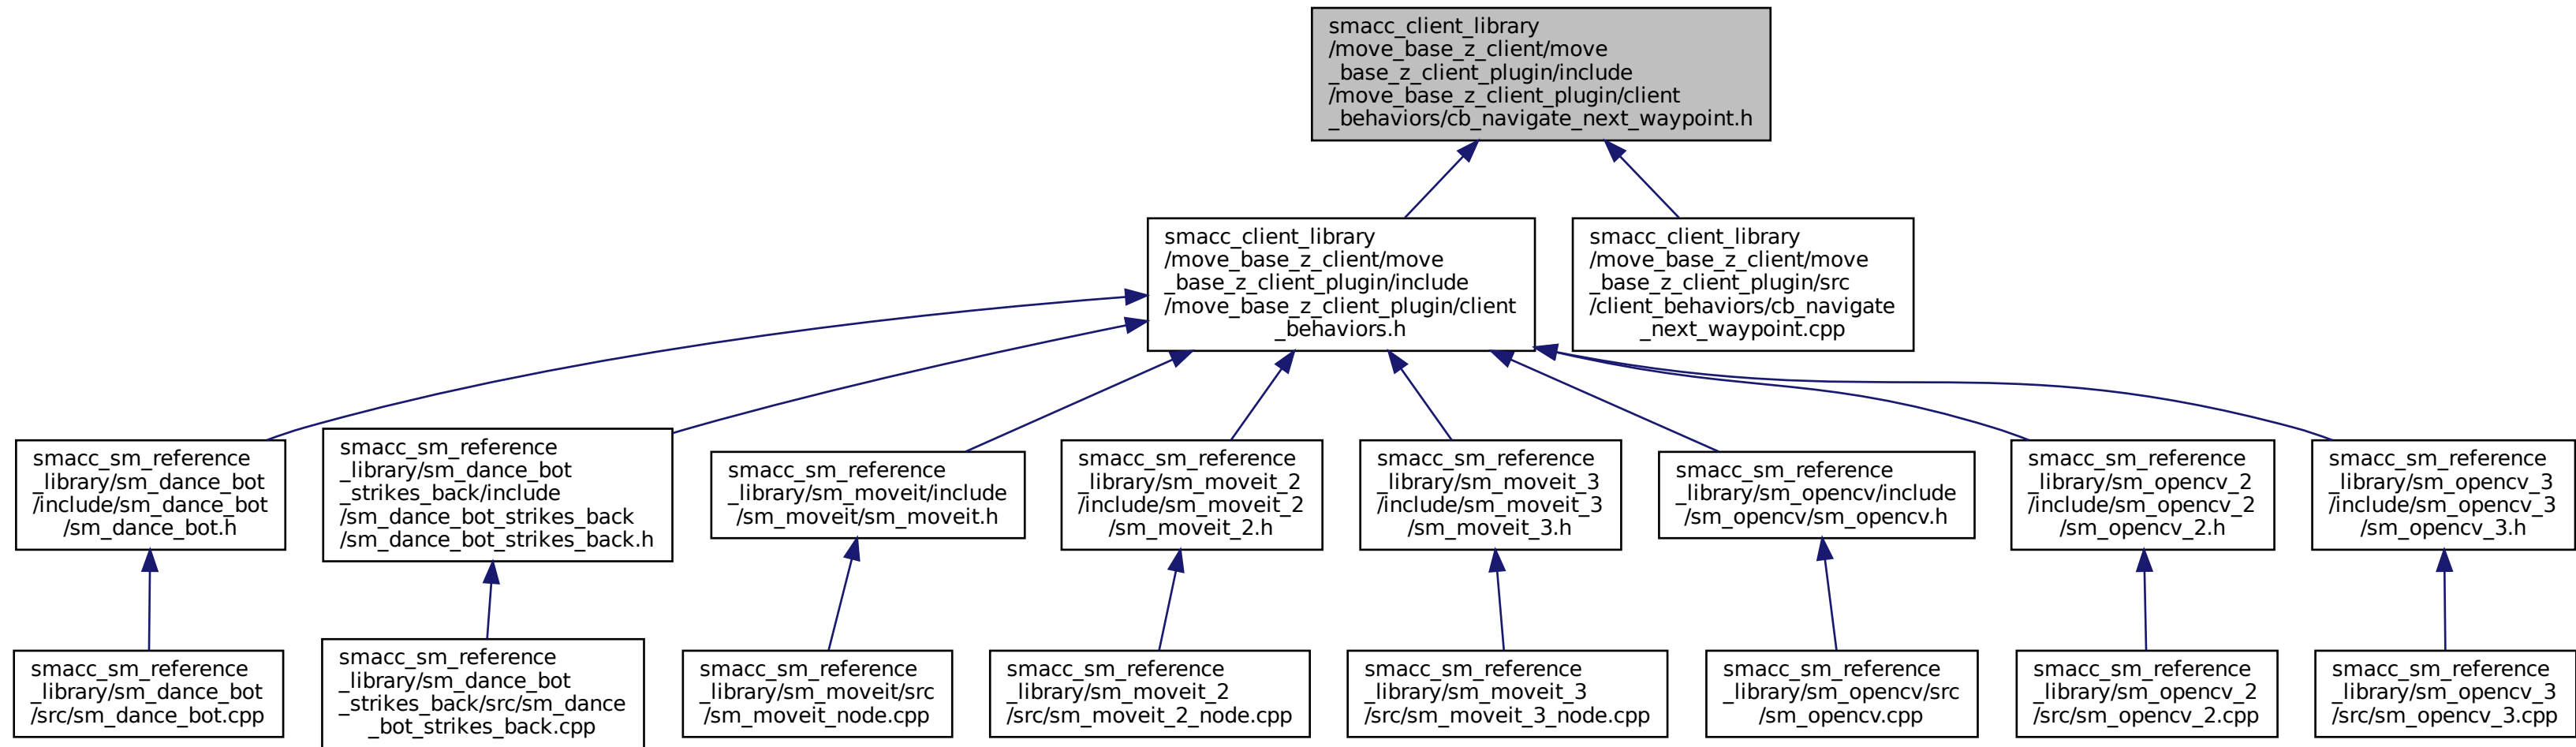 smacc_client_library
/move_base_z_client/move
_base_z_client_plugin/include
/move_base_z_client_plugin/client
_behaviors/cb_navigate_next_waypoint.h
smacc_client_library
/move_base_z_client/move
_base_z_client_plugin/include
/move_base_z_client_plugin/client
_behaviors.h
smacc_client_library
/move_base_z_client/move
_base_z_client_plugin/src
/client_behaviors/cb_navigate
_next_waypoint.cpp
smacc_sm_reference
_library/sm_dance_bot
/include/sm_dance_bot
/sm_dance_bot.h
smacc_sm_reference
_library/sm_dance_bot
_strikes_back/include
/sm_dance_bot_strikes_back
/sm_dance_bot_strikes_back.h
smacc_sm_reference
_library/sm_moveit/include
/sm_moveit/sm_moveit.h
smacc_sm_reference
_library/sm_moveit_2
/include/sm_moveit_2
/sm_moveit_2.h
smacc_sm_reference
_library/sm_moveit_3
/include/sm_moveit_3
/sm_moveit_3.h
smacc_sm_reference
_library/sm_opencv/include
/sm_opencv/sm_opencv.h
smacc_sm_reference
_library/sm_opencv_2
/include/sm_opencv_2
/sm_opencv_2.h
smacc_sm_reference
_library/sm_opencv_3
/include/sm_opencv_3
/sm_opencv_3.h
smacc_sm_reference
_library/sm_dance_bot
/src/sm_dance_bot.cpp
smacc_sm_reference
_library/sm_dance_bot
_strikes_back/src/sm_dance
_bot_strikes_back.cpp
smacc_sm_reference
_library/sm_moveit/src
/sm_moveit_node.cpp
smacc_sm_reference
_library/sm_moveit_2
/src/sm_moveit_2_node.cpp
smacc_sm_reference
_library/sm_moveit_3
/src/sm_moveit_3_node.cpp
smacc_sm_reference
_library/sm_opencv/src
/sm_opencv.cpp
smacc_sm_reference
_library/sm_opencv_2
/src/sm_opencv_2.cpp
smacc_sm_reference
_library/sm_opencv_3
/src/sm_opencv_3.cpp